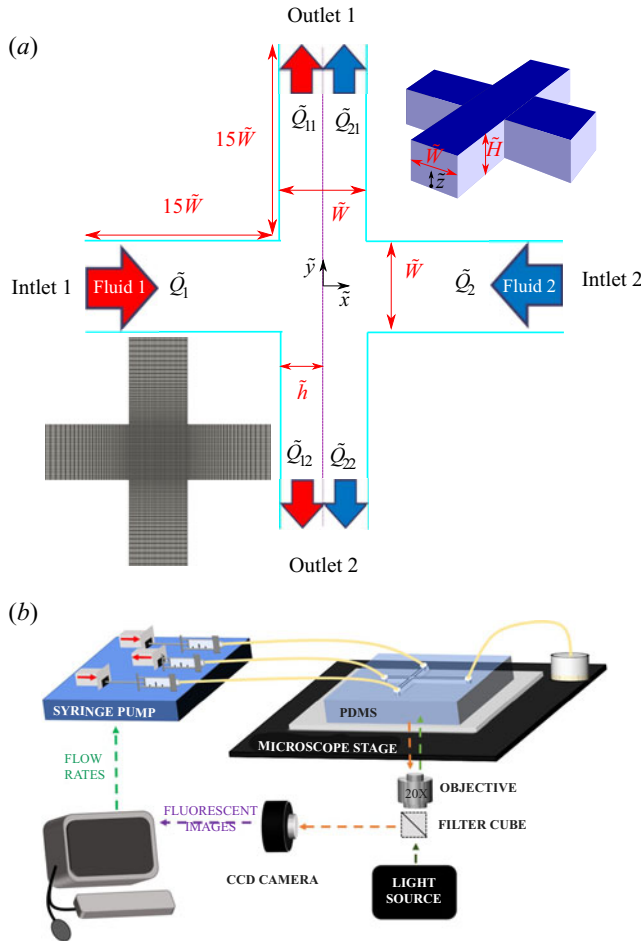 Outlet 1
(a)
Q̃11 Q̃21
15W̃
W̃ H̃
z̃
15W̃
W̃
Intlet 1 Fluid 1 Q̃1
ỹ
x̃
W̃
Q̃2 Fluid 2 Intlet 2
h̃
Q̃12 Q̃22
Outlet 2
(b)
SYRINGE PUMP
PDMS
MICROSCOPE STAGE
FLOW
RATES
FLUORESCENT
IMAGES
20X
OBJECTIVE
FILTER CUBE
CCD CAMERA
LIGHT
SOURCE